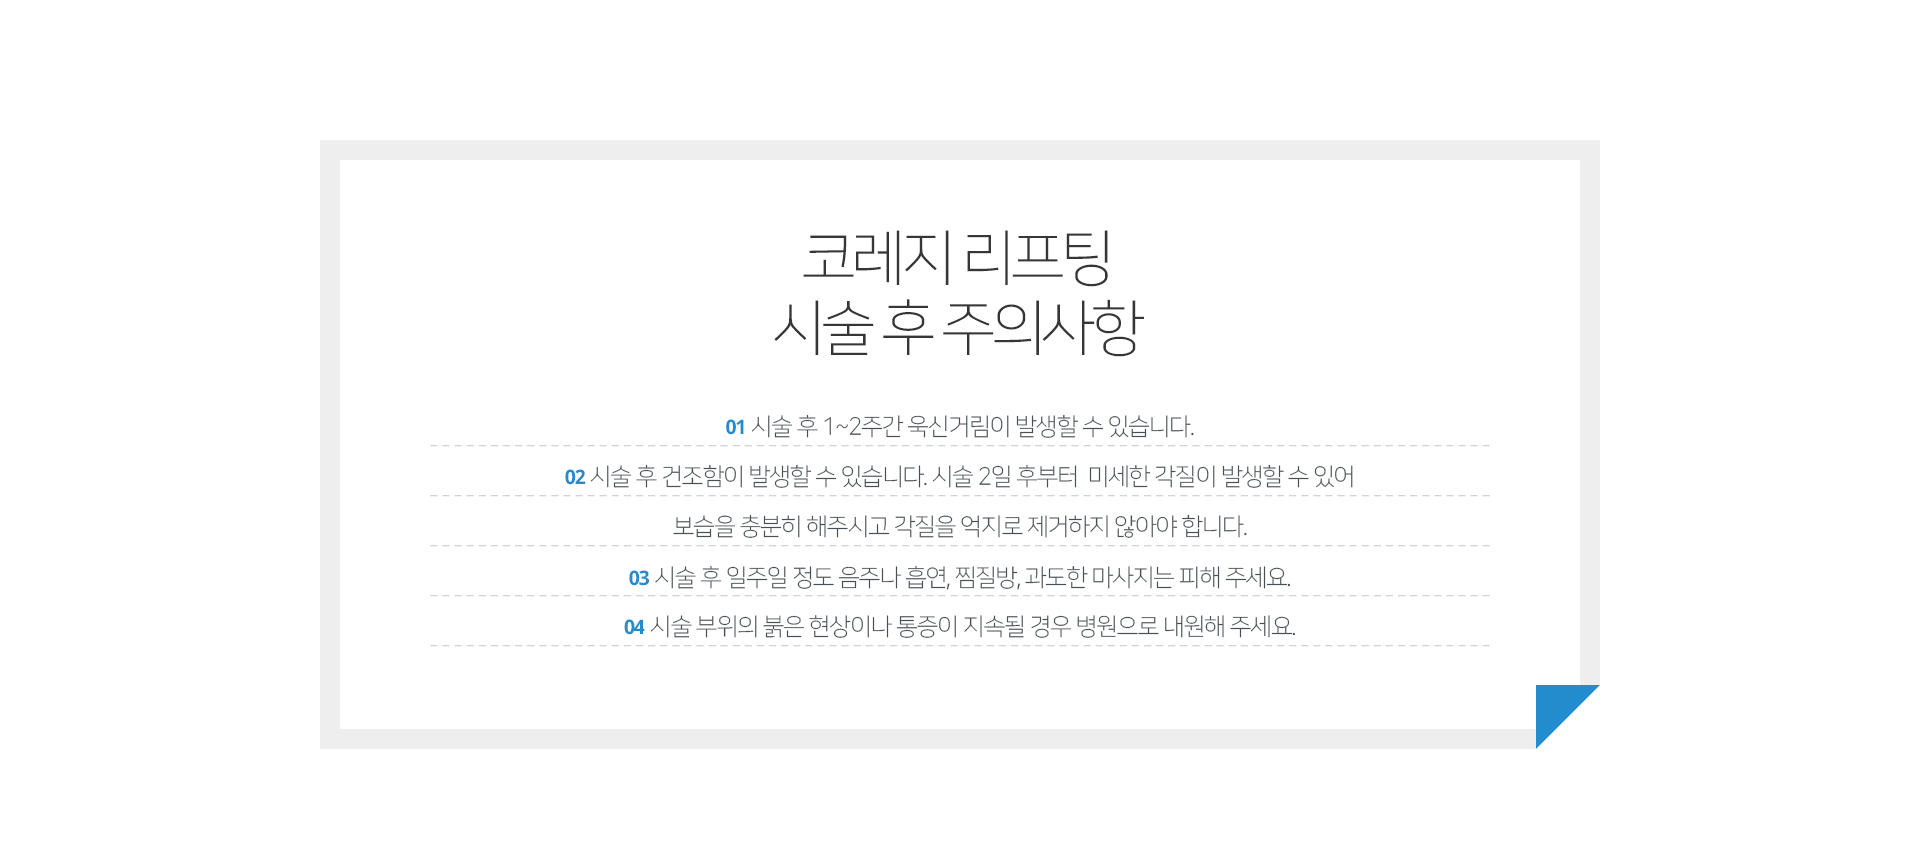 코레지 리프팅
시술 후 주의사항
01 시술 후 1~2주간 욱신거림이 발생할 수 있습니다.
02 시술 후 건조함이 발생할 수 있습니다. 시술 2일 후부터 미세한 각질이 발생할 수 있어
보습을 충분히 해주시고 각질을 억지로 제거하지 않아야 합니다.
03 시술 후 일주일 정도 음주나 흡연, 찜질방, 과도한 마사지는 피해 주세요.
04 시술 부위의 붉은 현상이나 통증이 지속될 경우 병원으로 내원해 주세요.